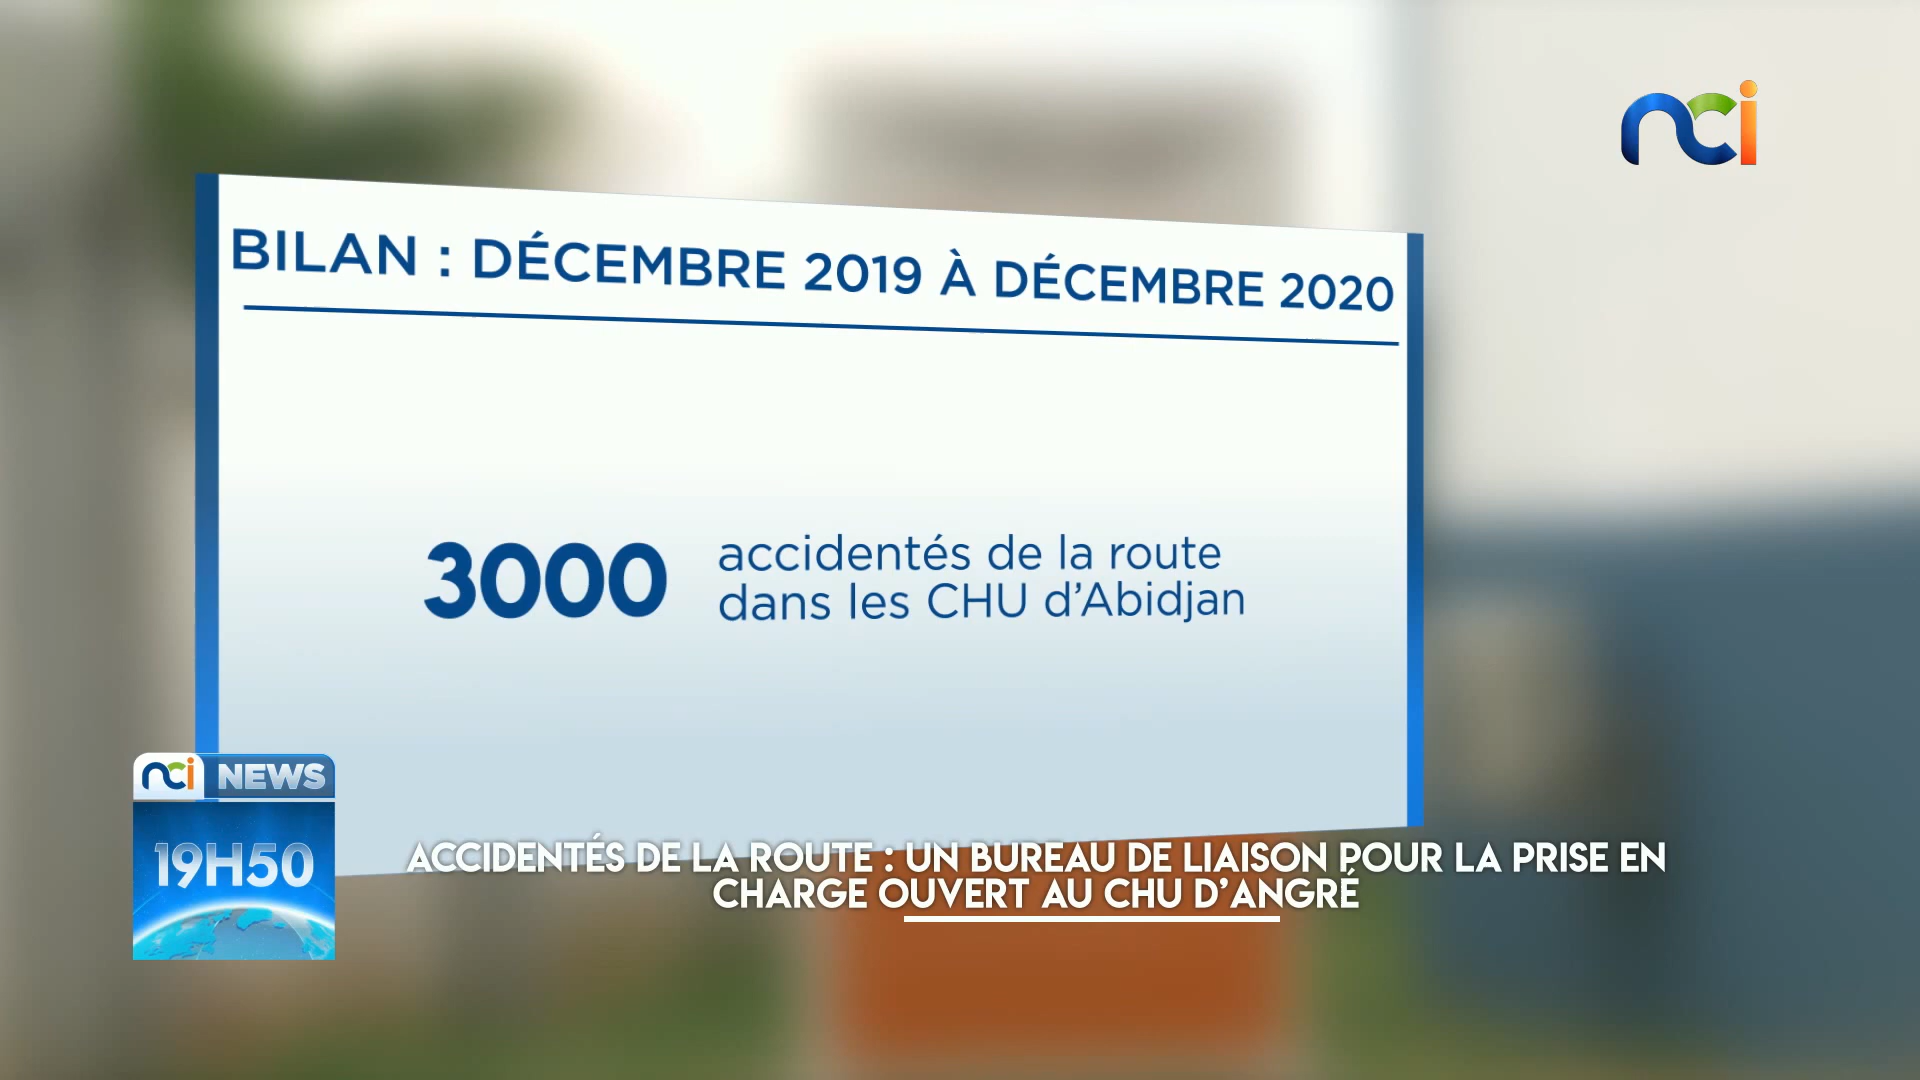 nci
BILAN : DÉCEMBRE 2019 À DÉCEMBRE 2020
3000
accidentés de la route
dans les CHU d'Abidjan
nci NEWS
19H50
ACCIDENTÉS DE LA ROUTE : UN BUREAU DE LIAISON POUR LA PRISE EN
CHARGE OUVERT AU CHU D'ANGRÉ